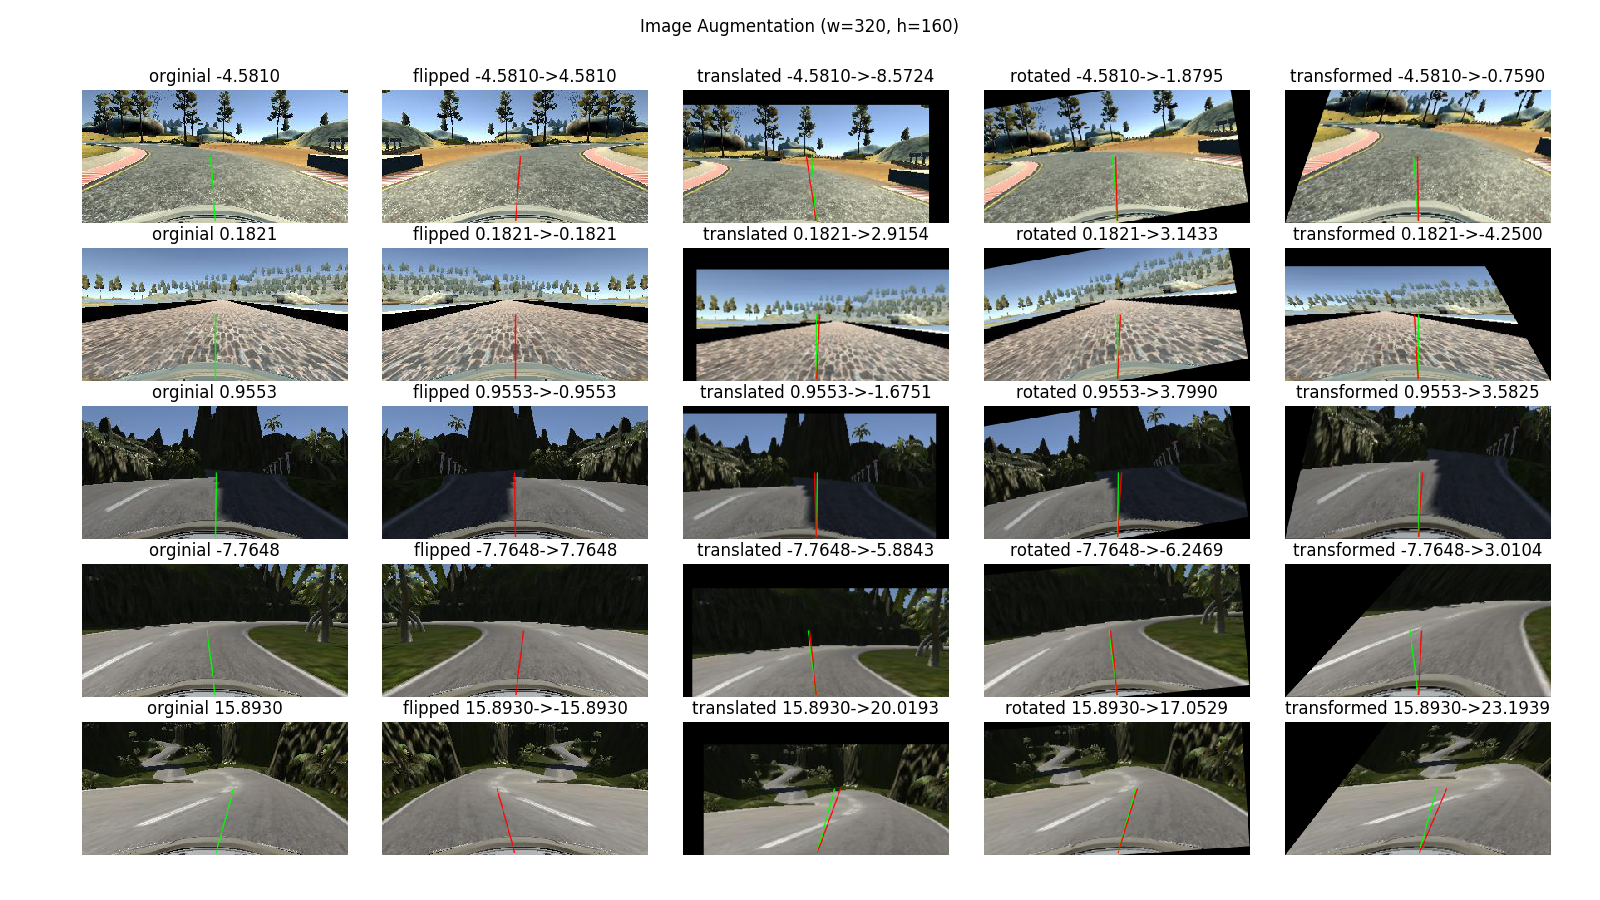 Image Augmentation (w=320, h=160)
orginial -4.5810
flipped -4.5810->4.5810
translated -4.5810->-8.5724
rotated -4.5810->-1.8795
transformed -4.5810->-0.7590
orginial 0.1821
flipped 0.1821->-0.1821
translated 0.1821->2.9154
rotated 0.1821->3.1433
transformed 0.1821->-4.2500
orginial 0.9553
flipped 0.9553->-0.9553
translated 0.9553->-1.6751
rotated 0.9553->3.7990
transformed 0.9553->3.5825
orginial -7.7648
flipped -7.7648->7.7648
translated -7.7648->-5.8843
rotated -7.7648->-6.2469
transformed -7.7648->3.0104
orginial 15.8930
flipped 15.8930->-15.8930
translated 15.8930->20.0193
rotated 15.8930->17.0529
transformed 15.8930->23.1939